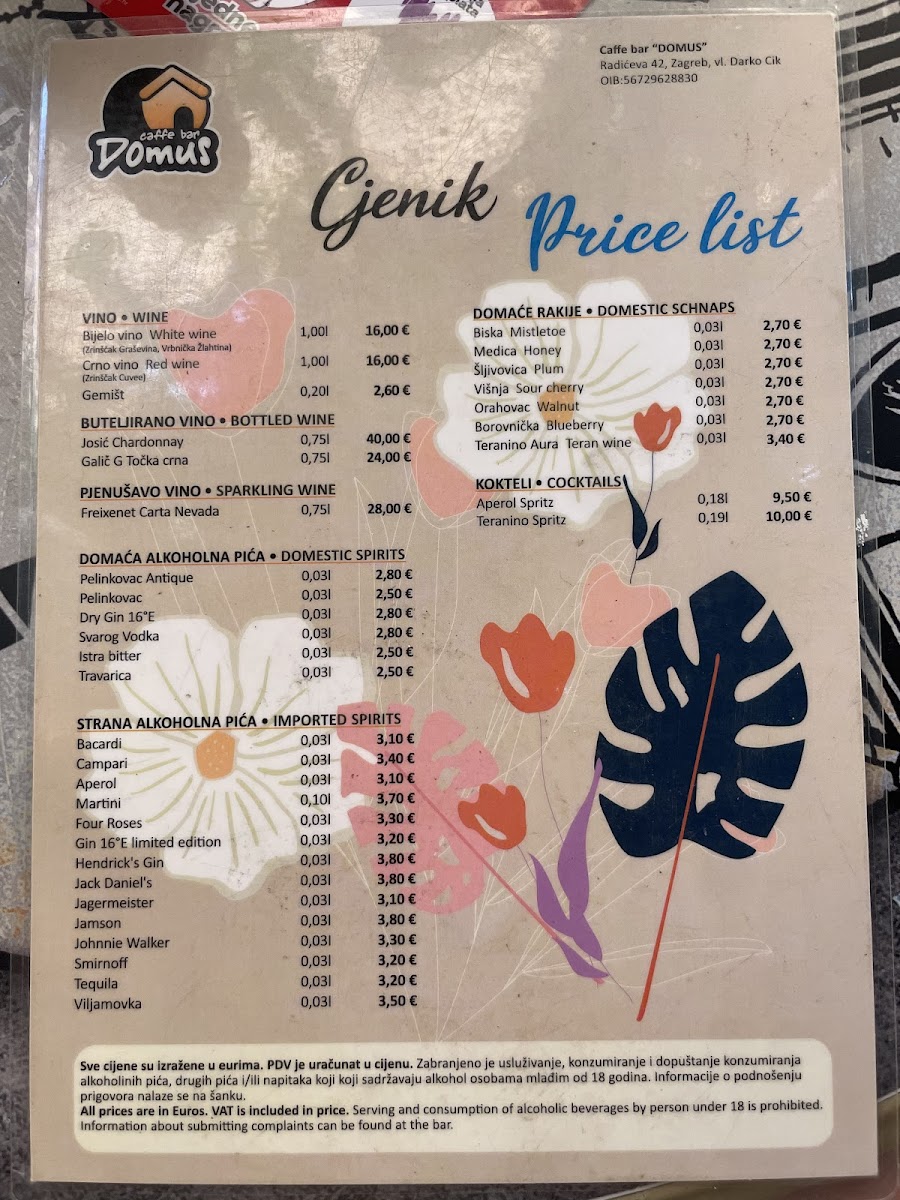 jedno
nagr
Caffe bar "DOMUS"
Radićeva 42, Zagreb, vl. Darko Cik
OIB:56729628830
caffe bar
Domus
Cjenik
Price list
VINO • WINE
Bijelo vino White wine 1,00l 16,00 €
(Zrinščak Graševina, Vrbnička Žlahtina)
Crno vino Red wine 1,00l 16,00 €
(Zrinščak Cuvee)
Gemišt 0,20l 2,60 €
BUTELJIRANO VINO • BOTTLED WINE
Josić Chardonnay 0,75l 40,00 €
Galič G Točka crna 0,75l 24,00 €
PJENUŠAVO VINO • SPARKLING WINE
Freixenet Carta Nevada 0,75l 28,00 €
DOMAĆA ALKOHOLNA PIĆA • DOMESTIC SPIRITS
Pelinkovac Antique 0,03l 2,80 €
Pelinkovac 0,03l 2,50 €
Dry Gin 16°E 0,03l 2,80 €
Svarog Vodka 0,03l 2,80 €
Istra bitter 0,03l 2,50 €
Travarica 0,03l 2,50 €
STRANA ALKOHOLNA PIĆA • IMPORTED SPIRITS
Bacardi 0,03l 3,10 €
Campari 0,03l 3,40 €
Aperol 0,03l 3,10 €
Martini 0,10l 3,70 €
Four Roses 0,03l 3,30 €
Gin 16°E limited edition 0,03l 3,20 €
Hendrick's Gin 0,03l 3,80 €
Jack Daniel's 0,03l 3,80 €
Jagermeister 0,03l 3,10 €
Jamson 0,03l 3,80 €
Johnnie Walker 0,03l 3,30 €
Smirnoff 0,03l 3,20 €
Tequila 0,03l 3,20 €
Viljamovka 0,03l 3,50 €
DOMAĆE RAKIJE • DOMESTIC SCHNAPS
Biska Mistletoe 0,03l 2,70 €
Medica Honey 0,03l 2,70 €
Šljivovica Plum 0,03l 2,70 €
Višnja Sour cherry 0,03l 2,70 €
Orahovac Walnut 0,03l 2,70 €
Borovnička Blueberry 0,03l 2,70 €
Teranino Aura Teran wine 0,03l 3,40 €
KOKTELI • COCKTAILS
Aperol Spritz 0,18l 9,50 €
Teranino Spritz 0,19l 10,00 €
Sve cijene su izražene u eurima. PDV je uračunat u cijenu. Zabranjeno je usluživanje, konzumiranje i dopuštanje konzumiranja
alkoholinih pića, drugih pića i/ili napitaka koji koji sadržavaju alkohol osobama mlađim od 18 godina. Informacije o podnošenju
prigovora nalaze se na šanku.
All prices are in Euros. VAT is included in price. Serving and consumption of alcoholic beverages by person under 18 is prohibited.
Information about submitting complaints can be found at the bar.